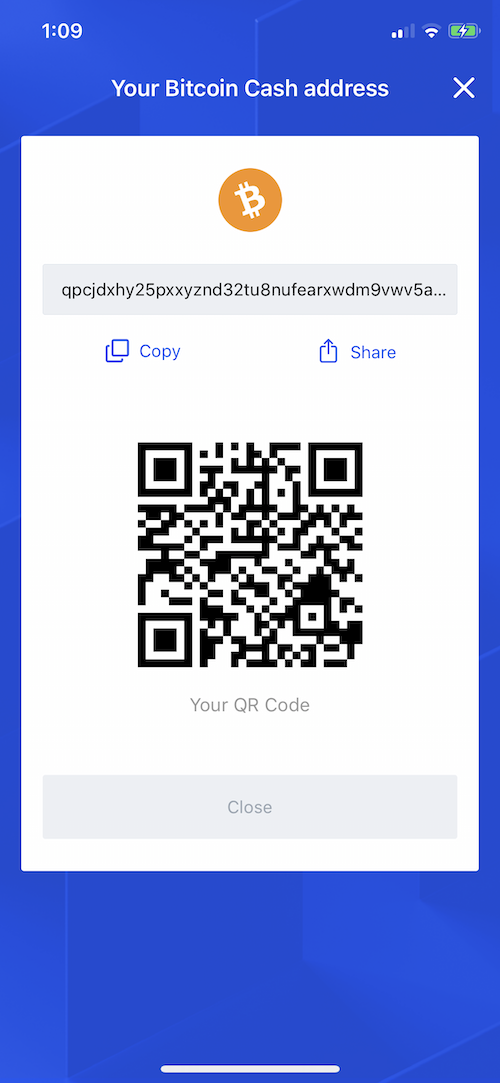 1:09
Your Bitcoin Cash address
qpcjdxhy25pxxyznd32tu8nufearxwdm9vwv5a...
Copy
Share
Your QR Code
Close